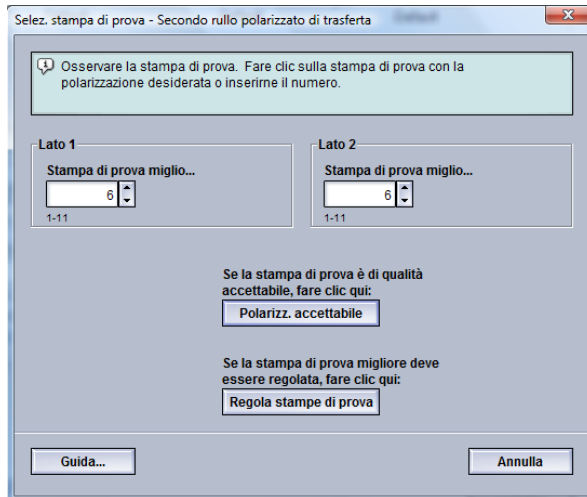 Selez. stampa di prova - Secondo rullo polarizzato di trasferta
Osservare la stampa di prova. Fare clic sulla stampa di prova con la
polarizzazione desiderata o inserirne il numero.
Lato 1
Stampa di prova miglio...
6
1-11
Lato 2
Stampa di prova miglio...
6
1-11
Se la stampa di prova è di qualità
accettabile, fare clic qui:
Polarizz. accettabile
Se la stampa di prova migliore deve
essere regolata, fare clic qui:
Regola stampe di prova
Guida...
Annulla